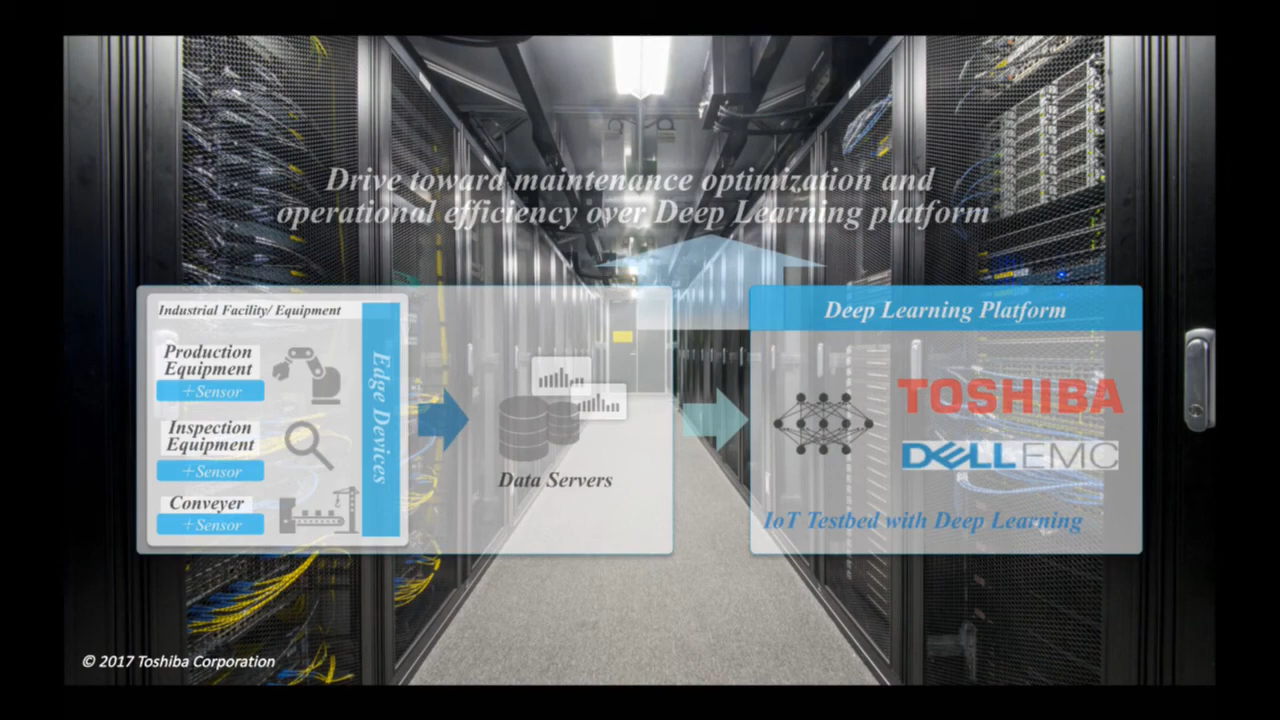 Drive toward maintenance optimization and
operational efficiency over Deep Learning platform
Industrial Facility/ Equipment
Production
Equipment
+Sensor
Inspection
Equipment
+Sensor
Conveyer
+Sensor
Edge Devices
Data Servers
Deep Learning Platform
TOSHIBA
DELL EMC
IoT Testbed with Deep Learning
© 2017 Toshiba Corporation